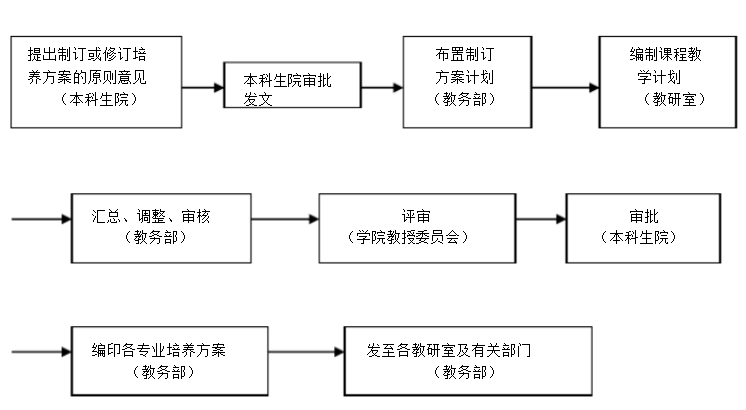 提出制订或修订培
养方案的原则意见
（本科生院）
本科生院审批
发文
布置制订
方案计划
（教务部）
编制课程教
学计划
（教研室）
汇总、调整、审核
（教务部）
评审
（学院教授委员会）
审批
（本科生院）
编印各专业培养方案
（教务部）
发至各教研室及有关部门
（教务部）